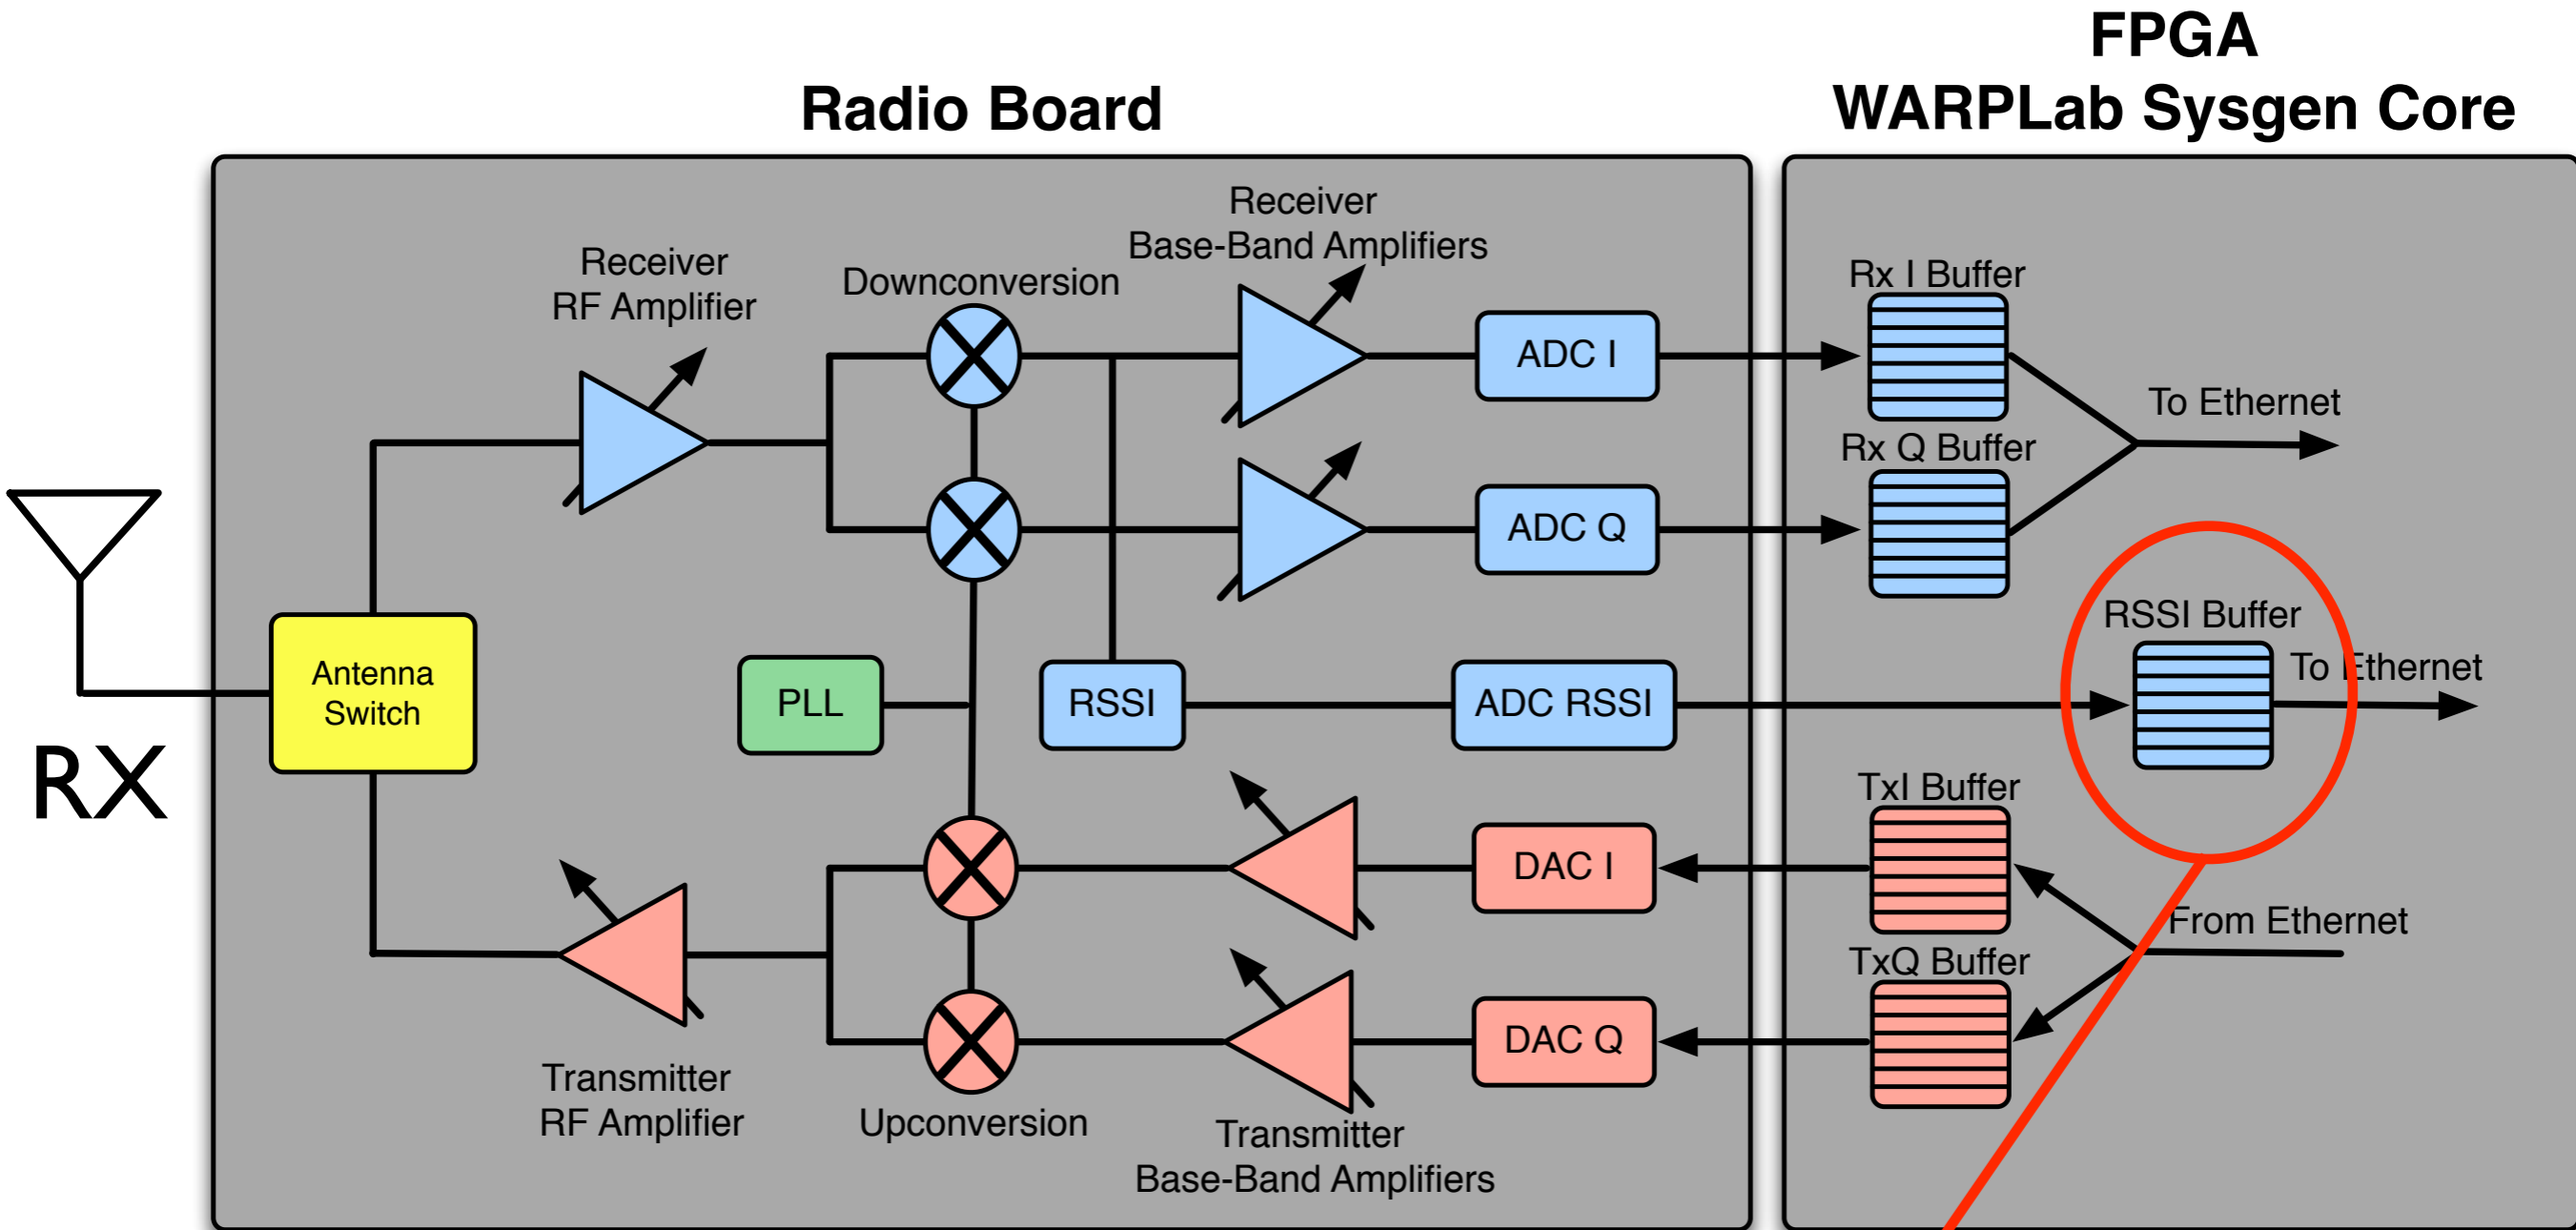 FPGA
WARPLab Sysgen Core
Radio Board
Receiver
Base-Band Amplifiers
Receiver
RF Amplifier
Downconversion
Rx I Buffer
ADC I
To Ethernet
Rx Q Buffer
ADC Q
RSSI Buffer
To Ethernet
Antenna
Switch
PLL
RSSI
ADC RSSI
RX
TxI Buffer
DAC I
From Ethernet
TxQ Buffer
DAC Q
Transmitter
RF Amplifier
Upconversion
Transmitter
Base-Band Amplifiers